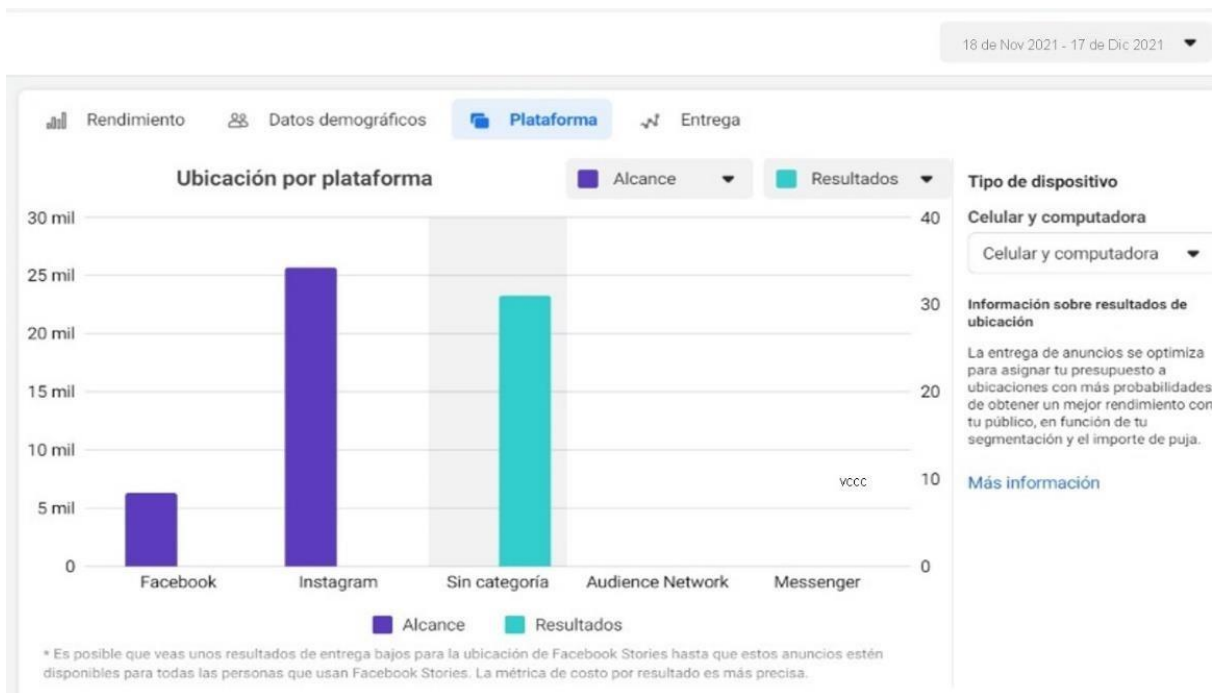 18 de Nov 2021 - 17 de Dic 2021
Rendimiento Datos demográficos Plataforma Entrega
Ubicación por plataforma
Alcance Resultados
30 mil
25 mil
20 mil
15 mil
10 mil
5 mil
0
40
30
20
10
0
vccc
Facebook Instagram Sin categoría Audience Network Messenger
Alcance Resultados
* Es posible que veas unos resultados de entrega bajos para la ubicación de Facebook Stories hasta que estos anuncios estén
disponibles para todas las personas que usan Facebook Stories. La métrica de costo por resultado es más precisa.
Tipo de dispositivo
Celular y computadora
Celular y computadora
Información sobre resultados de
ubicación
La entrega de anuncios se optimiza
para asignar tu presupuesto a
ubicaciones con más probabilidades
de obtener un mejor rendimiento con
tu público, en función de tu
segmentación y el importe de puja.
Más información